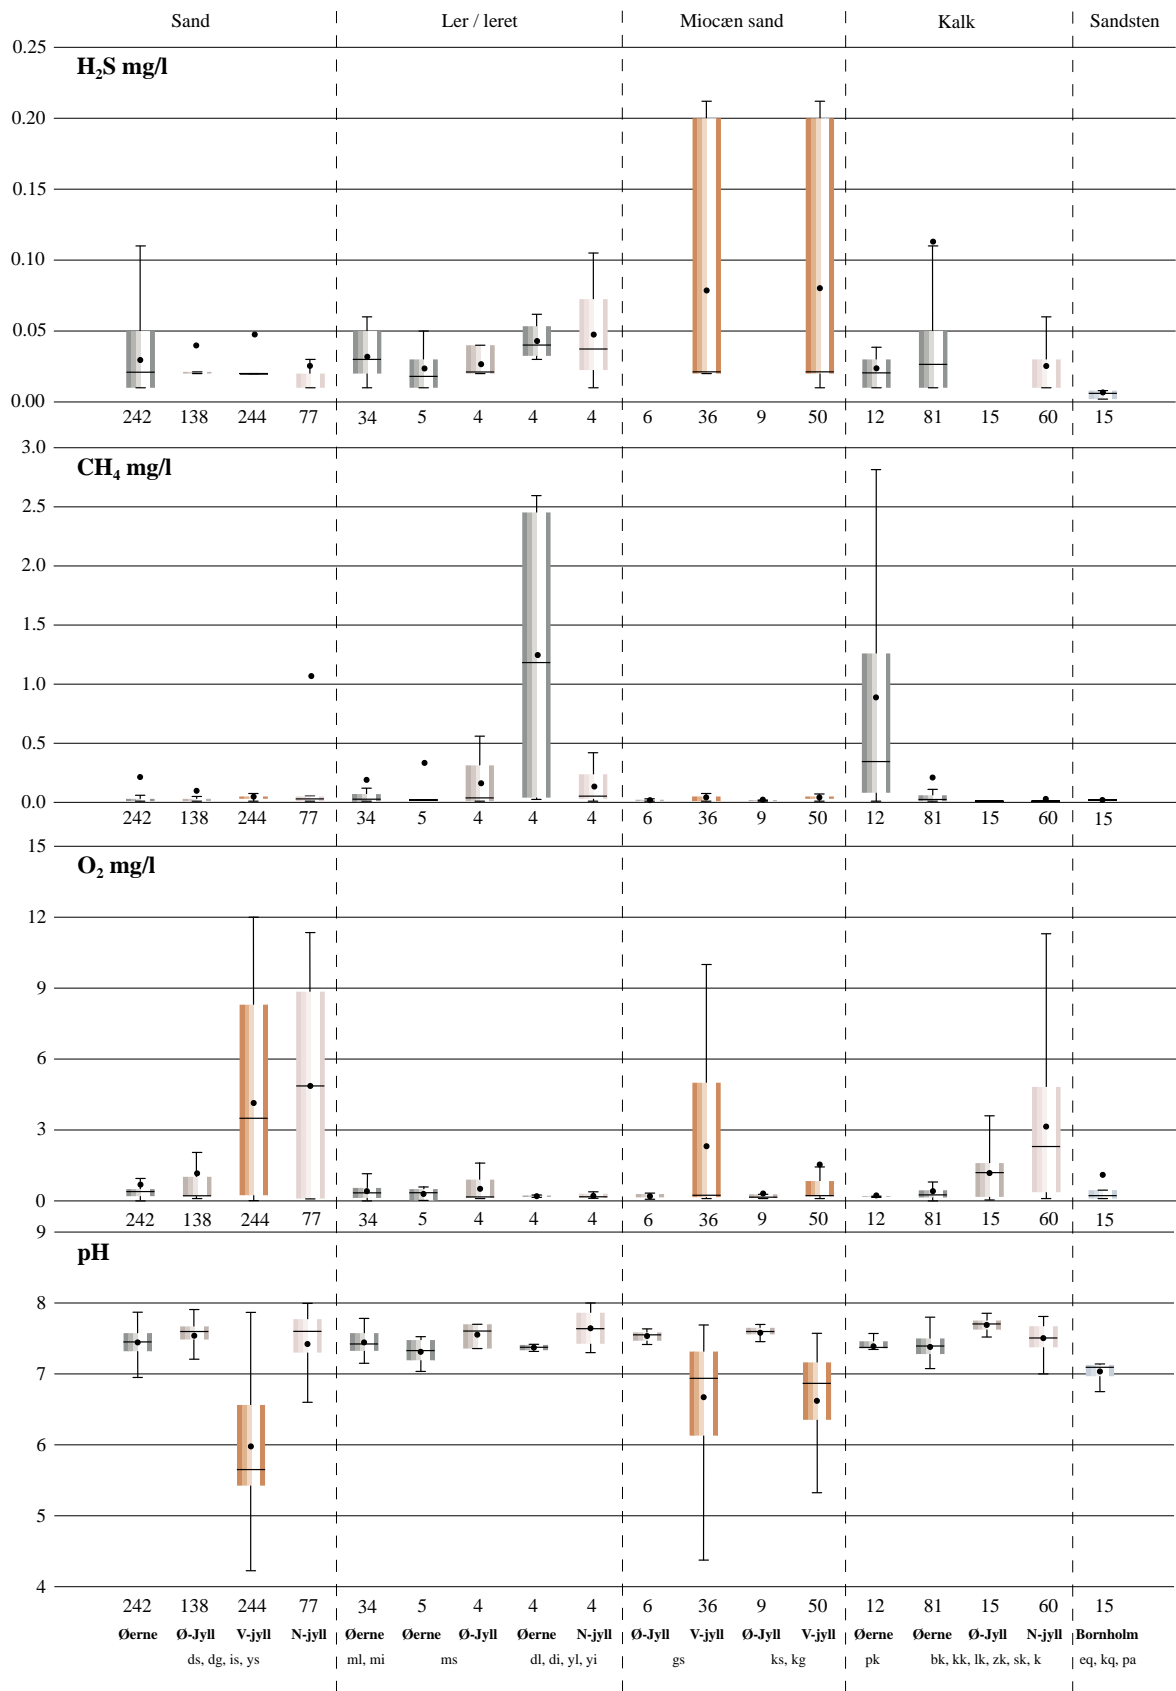 Sand Ler / leret Miocæn sand Kalk Sandsten
0.25
H₂S mg/l
0.20
0.15
0.10
0.05
0.00
242 138 244 77 34 5 4 4 4 6 36 9 50 12 81 15 60 15
3.0
CH₄ mg/l
2.5
2.0
1.5
1.0
0.5
0.0
242 138 244 77 34 5 4 4 4 6 36 9 50 12 81 15 60 15
15
O₂ mg/l
12
9
6
3
0
242 138 244 77 34 5 4 4 4 6 36 9 50 12 81 15 60 15
9
pH
8
7
6
5
4
242 138 244 77 34 5 4 4 4 6 36 9 50 12 81 15 60 15
Øerne Ø-Jyll V-jyll N-jyll Øerne Øerne Ø-Jyll Øerne N-jyll Ø-Jyll V-jyll Ø-Jyll V-jyll Øerne Øerne Ø-Jyll N-jyll Bornholm
ds, dg, is, ys ml, mi ms dl, di, yl, yi gs ks, kg pk bk, kk, lk, zk, sk, k eq, kq, pa